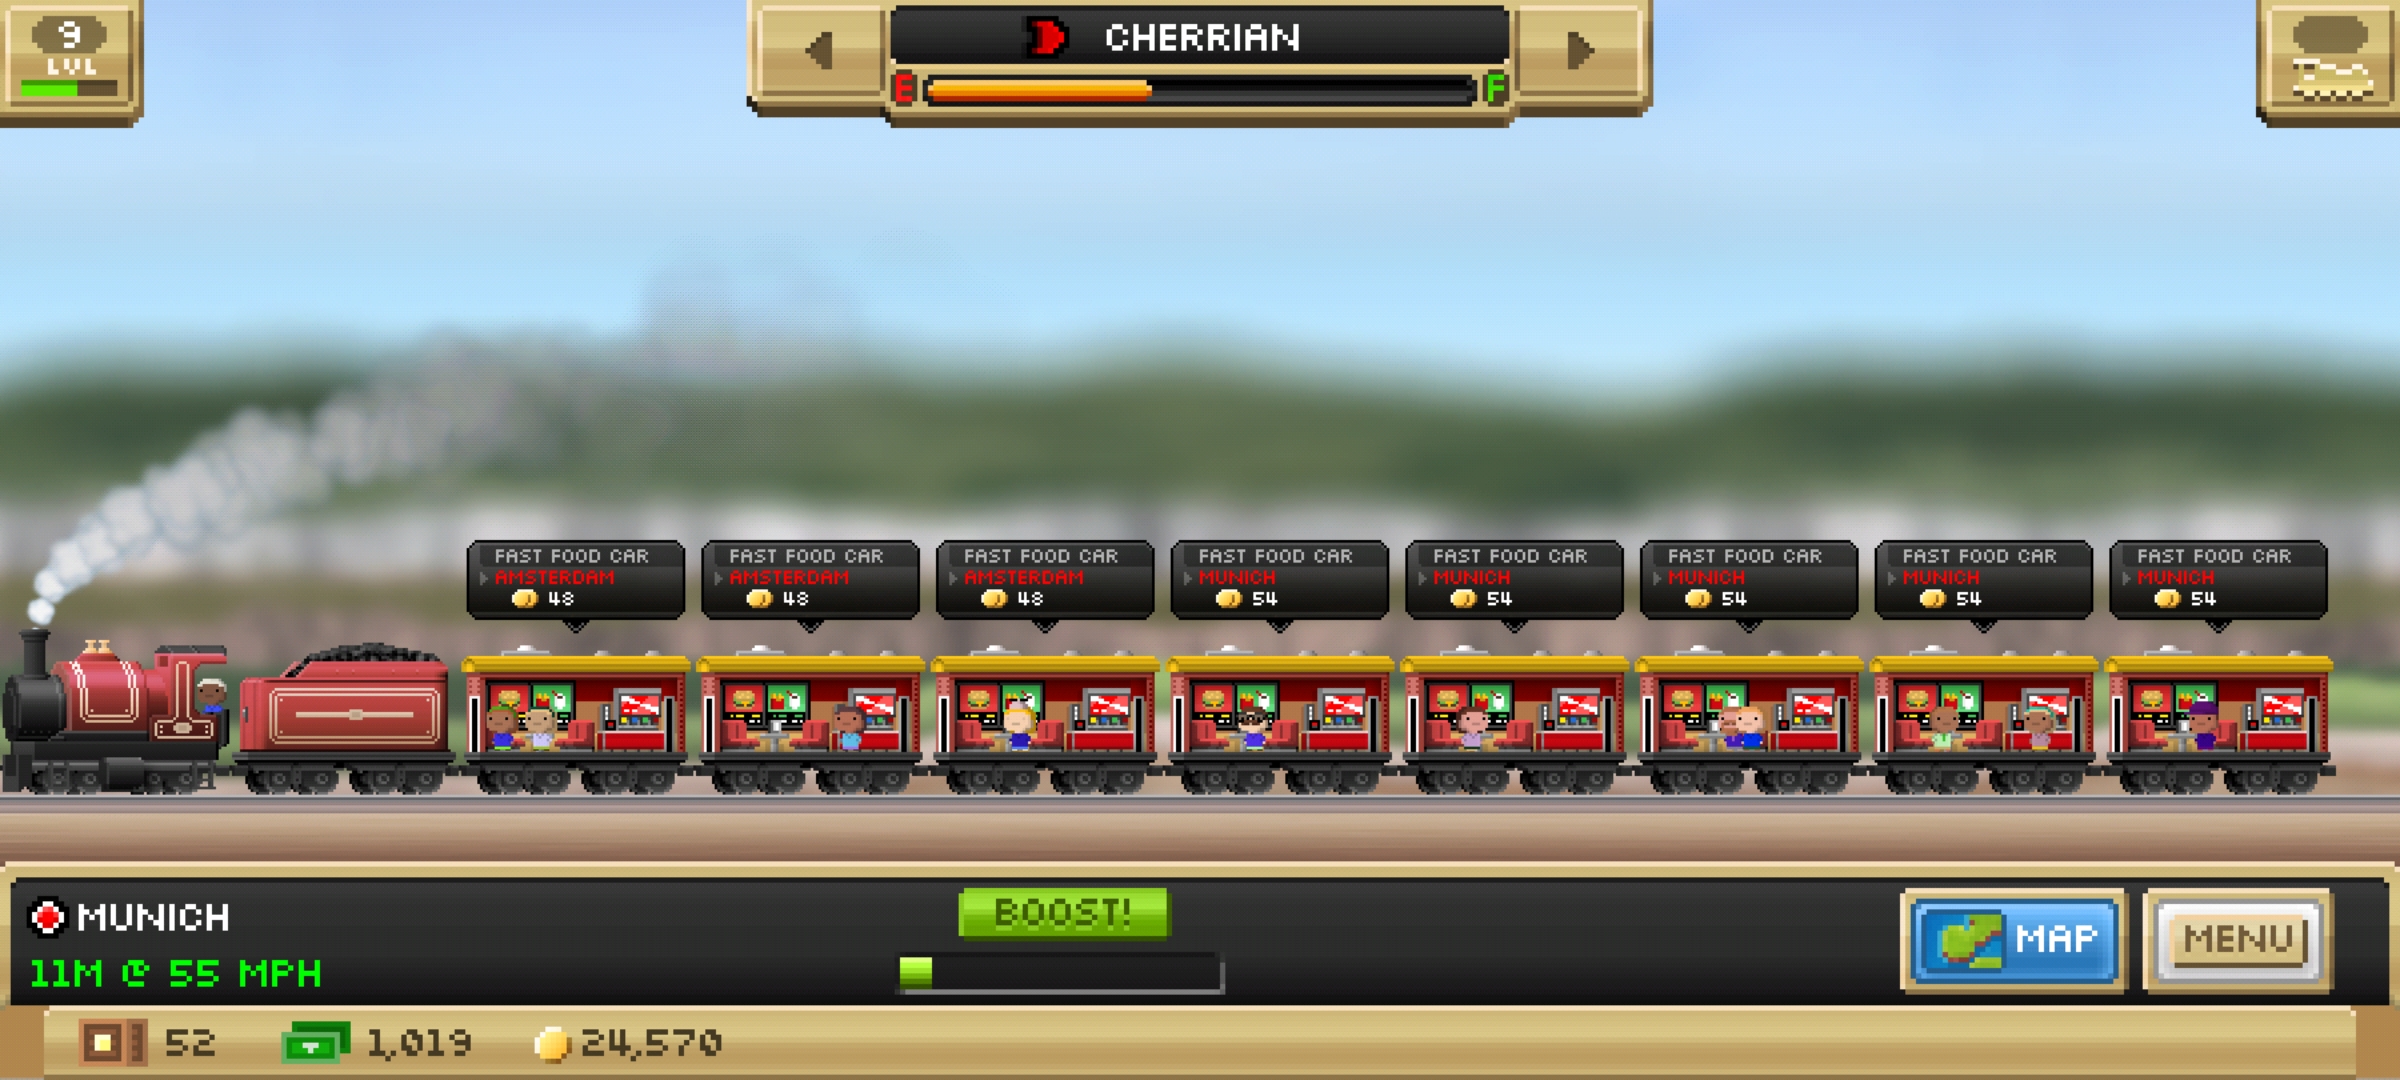 9
LVL
CHERRIAN
E F
FAST FOOD CAR
AMSTERDAM
48
FAST FOOD CAR
AMSTERDAM
48
FAST FOOD CAR
AMSTERDAM
48
FAST FOOD CAR
MUNICH
54
FAST FOOD CAR
MUNICH
54
FAST FOOD CAR
MUNICH
54
FAST FOOD CAR
MUNICH
54
FAST FOOD CAR
MUNICH
54
MUNICH
11M @ 55 MPH
BOOST!
MAP
MENU
52
1,019
24,570